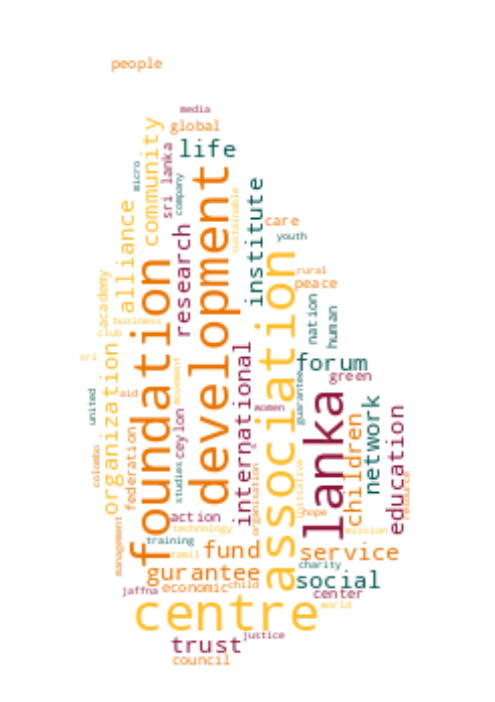 people
media
global
community
life
micro
sri lanka
company
development
sustainable
institute
alliance
research
care
youth
association
foundation
rural
peace
academy
business
club
nation
human
organization
international
forum
green
guarantee
movement
sri
aid
united
women
lanka
network
children
education
ceylon
federation
colombo
studies
organisation
initiative
resource
hope
action
technology
mission
management
training
tamil
fund
service
gurantee
charity
social
jaffna
economic
child
center
centre
world
justice
trust
council